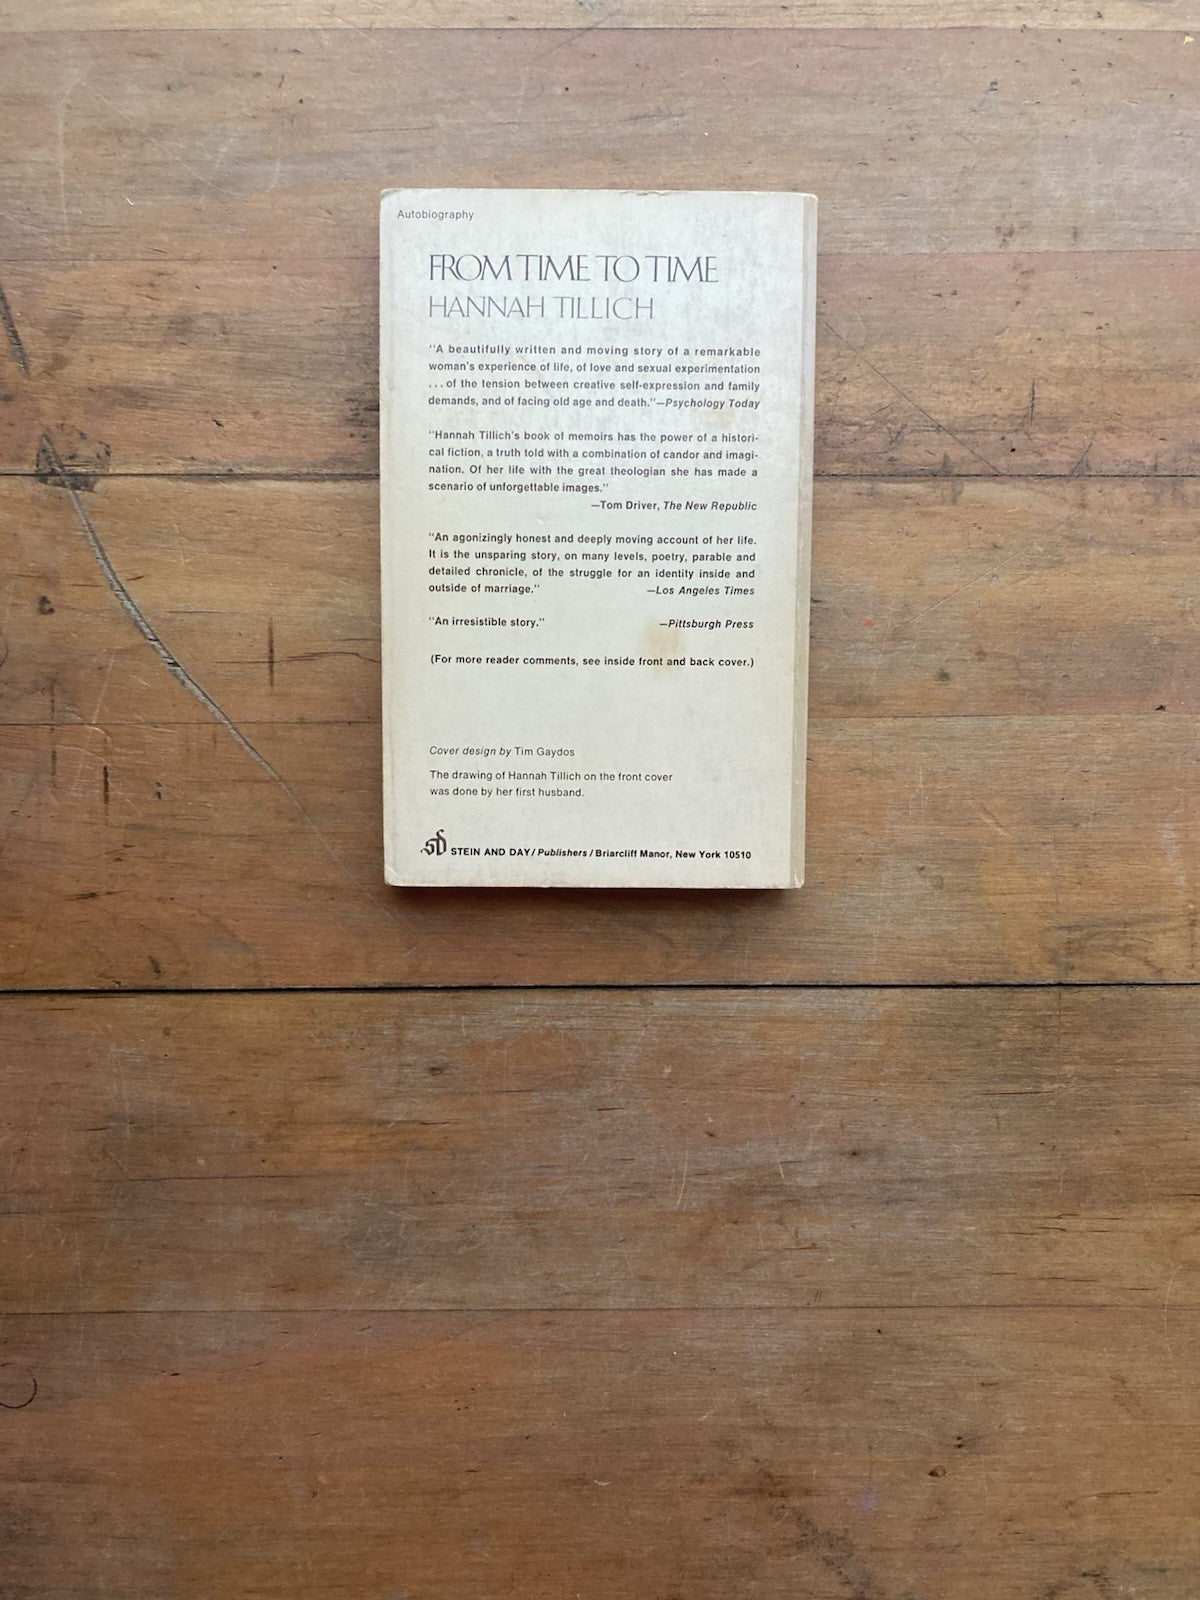 Autobiography
FROM TIME TO TIME
HANNAH TILLICH
"A beautifully written and moving story of a remarkable
woman's experience of life, of love and sexual experimentation
...of the tension between creative self-expression and family
demands, and of facing old age and death."—Psychology Today
"Hannah Tillich's book of memoirs has the power of a histori-
cal fiction, a truth told with a combination of candor and imagi-
nation. Of her life with the great theologian she has made a
scenario of unforgettable images."
—Tom Driver, The New Republic
"An agonizingly honest and deeply moving account of her life.
It is the unsparing story, on many levels, poetry, parable and
detailed chronicle, of the struggle for an identity inside and
outside of marriage." —Los Angeles Times
"An irresistible story." —Pittsburgh Press
(For more reader comments, see inside front and back cover.)
Cover design by Tim Gaydos
The drawing of Hannah Tillich on the front cover
was done by her first husband.
SD STEIN AND DAY/Publishers/Briarcliff Manor, New York 10510